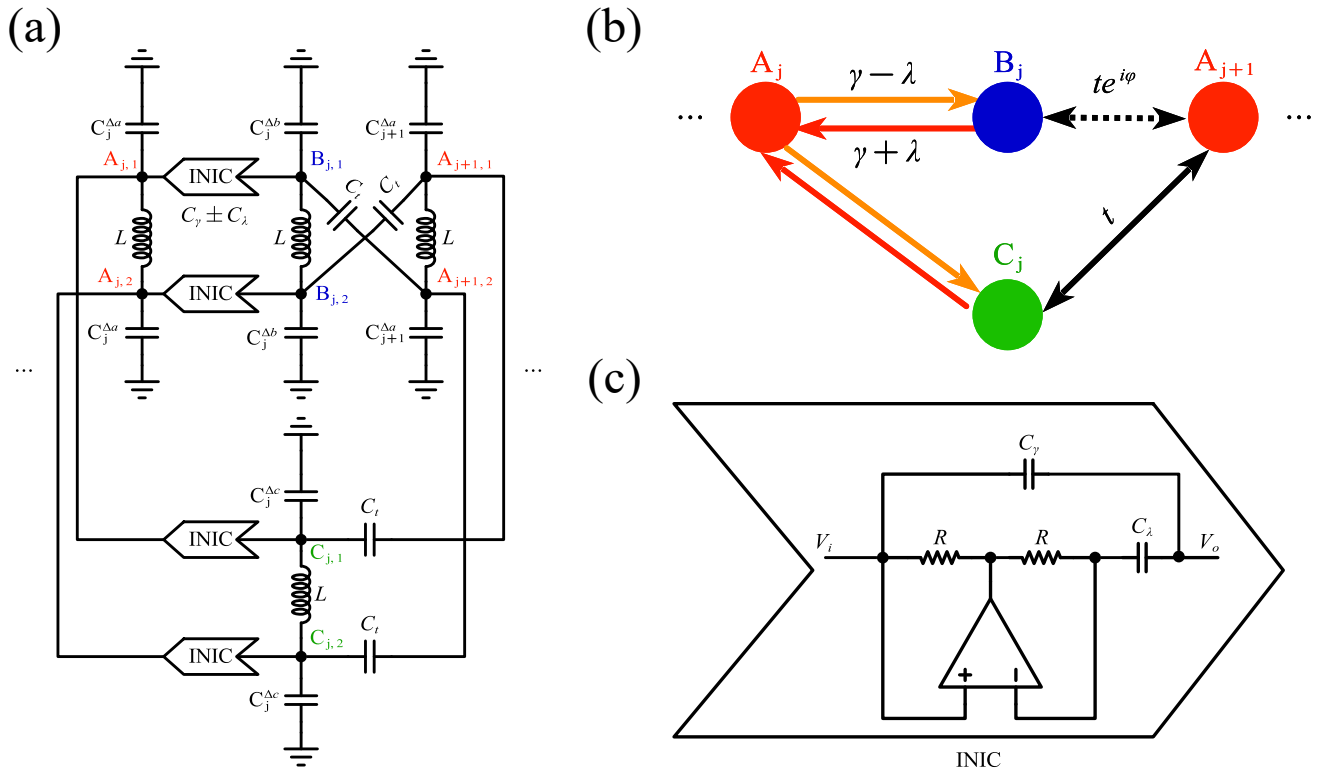 (a)
C_j^{Δa} C_j^{Δb} C_{j+1}^{Δa}
A_{j,1} INIC B_{j,1} C_t C_t A_{j+1,1}
C_γ ± C_λ
L L L
A_{j,2} INIC B_{j,2} A_{j+1,2}
C_j^{Δa} C_j^{Δb} C_{j+1}^{Δa}
... ...
C_j^{Δc} C_t
INIC C_{j,1}
L
C_{j,2} C_t
INIC
C_j^{Δc}
(b)
A_j γ − λ B_j te^{iφ} A_{j+1}
... ...
γ + λ
C_j t
(c)
C_γ
V_i R R C_λ V_o
+ −
INIC